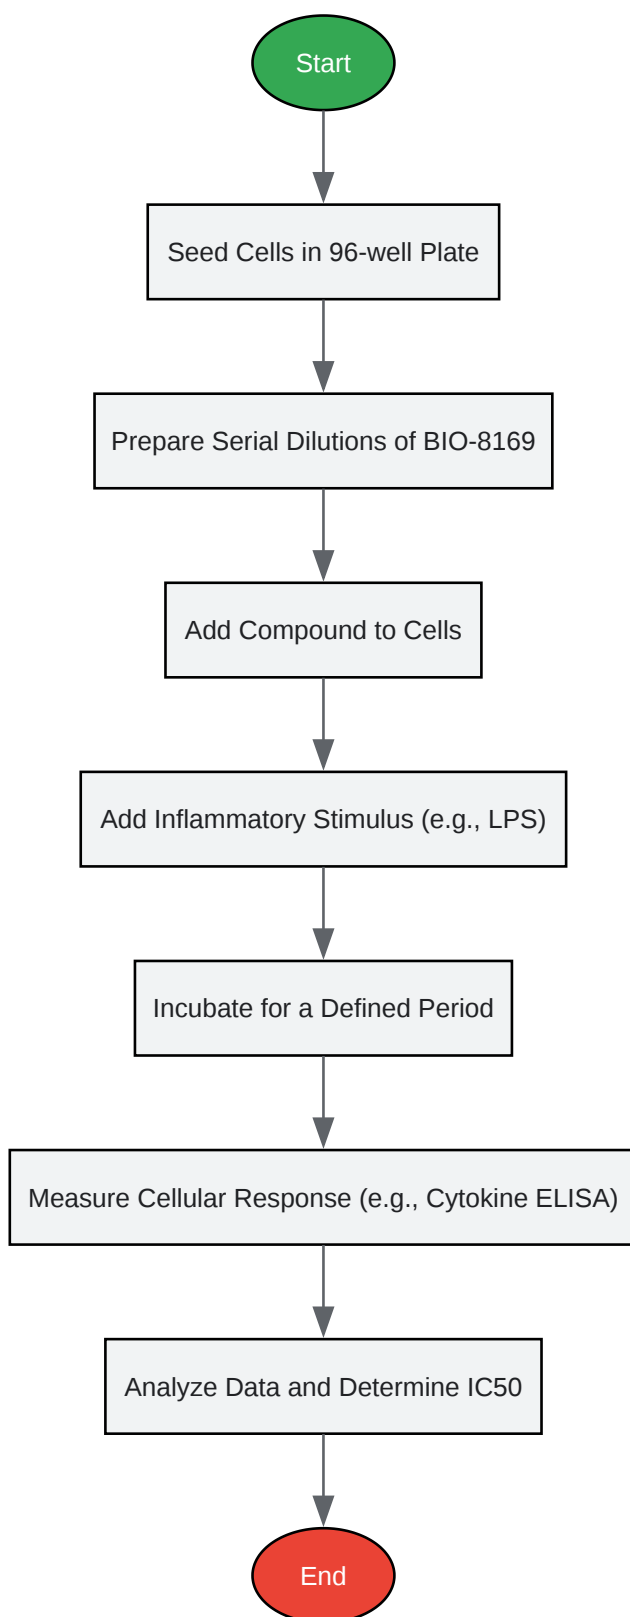 Start
Seed Cells in 96-well Plate
Prepare Serial Dilutions of BIO-8169
Add Compound to Cells
Add Inflammatory Stimulus (e.g., LPS)
Incubate for a Defined Period
Measure Cellular Response (e.g., Cytokine ELISA)
Analyze Data and Determine IC50
End